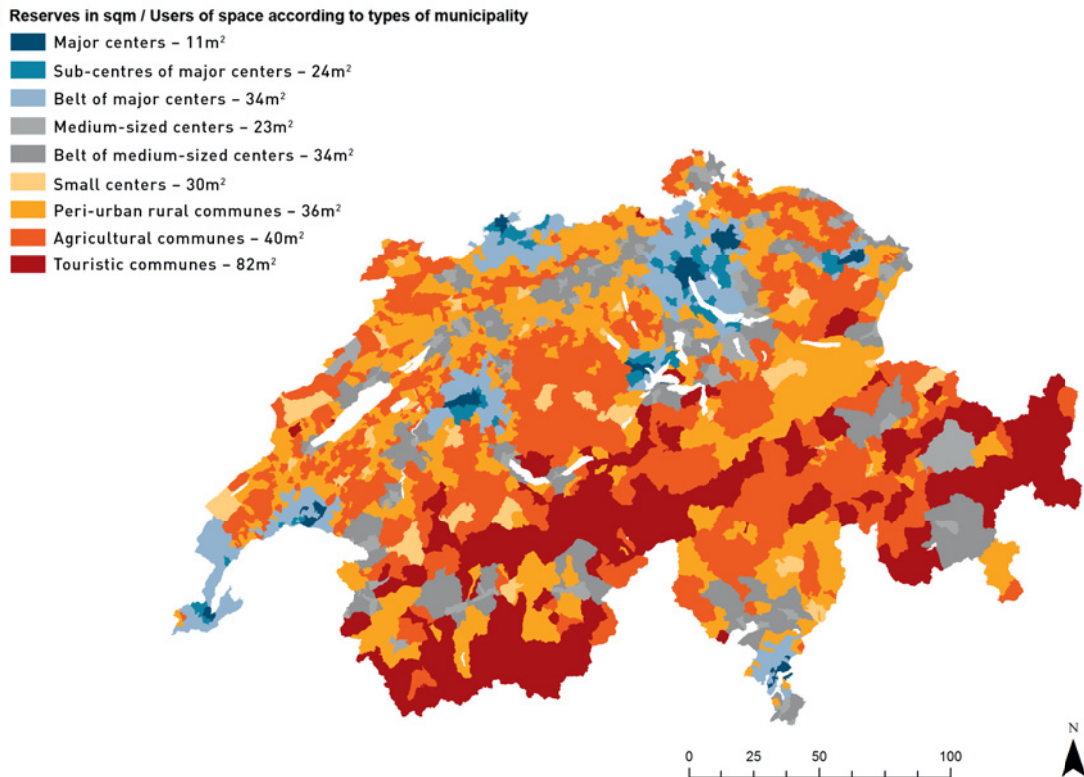 Reserves in sqm / Users of space according to types of municipality
Major centers – 11m²
Sub-centres of major centers – 24m²
Belt of major centers – 34m²
Medium-sized centers – 23m²
Belt of medium-sized centers – 34m²
Small centers – 30m²
Peri-urban rural communes – 36m²
Agricultural communes – 40m²
Touristic communes – 82m²
N
0 25 50 100